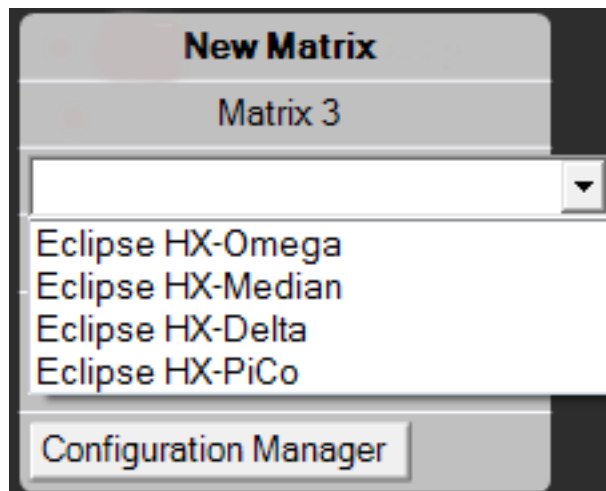 New Matrix
Matrix 3
Eclipse HX-Omega
Eclipse HX-Median
Eclipse HX-Delta
Eclipse HX-PiCo
Configuration Manager